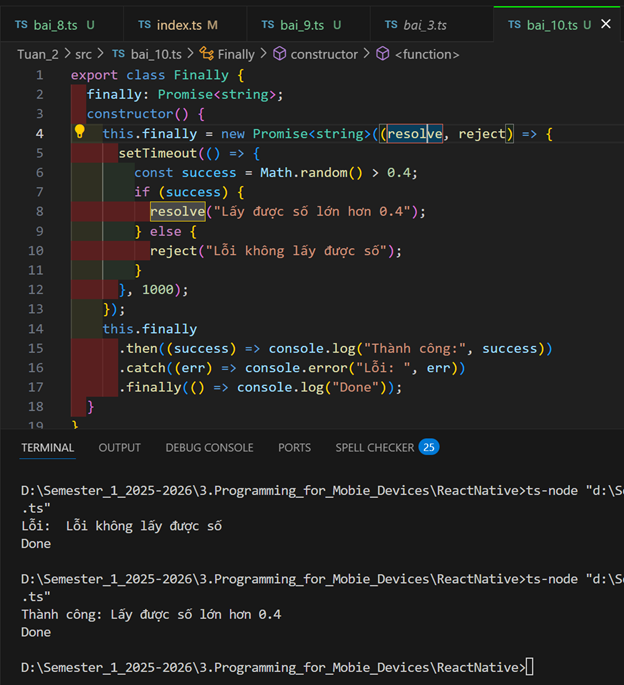 TS bai_8.ts U TS index.ts M TS bai_9.ts U TS bai_3.ts TS bai_10.ts U ×
Tuan_2 > src > TS bai_10.ts > Finally > constructor > <function>
1 export class Finally {
2 finally: Promise<string>;
3 constructor() {
4 this.finally = new Promise<string>((resolve, reject) => {
5 setTimeout(() => {
6 const success = Math.random() > 0.4;
7 if (success) {
8 resolve("Lấy được số lớn hơn 0.4");
9 } else {
10 reject("Lỗi không lấy được số");
11 }
12 }, 1000);
13 });
14 this.finally
15 .then((success) => console.log("Thành công:", success))
16 .catch((err) => console.error("Lỗi: ", err))
17 .finally(() => console.log("Done"));
18 }
19 }
TERMINAL OUTPUT DEBUG CONSOLE PORTS SPELL CHECKER 25
D:\Semester_1_2025-2026\3.Programming_for_Mobie_Devices\ReactNative>ts-node "d:\S
.ts"
Lỗi:  Lỗi không lấy được số
Done
D:\Semester_1_2025-2026\3.Programming_for_Mobie_Devices\ReactNative>ts-node "d:\S
.ts"
Thành công: Lấy được số lớn hơn 0.4
Done
D:\Semester_1_2025-2026\3.Programming_for_Mobie_Devices\ReactNative>